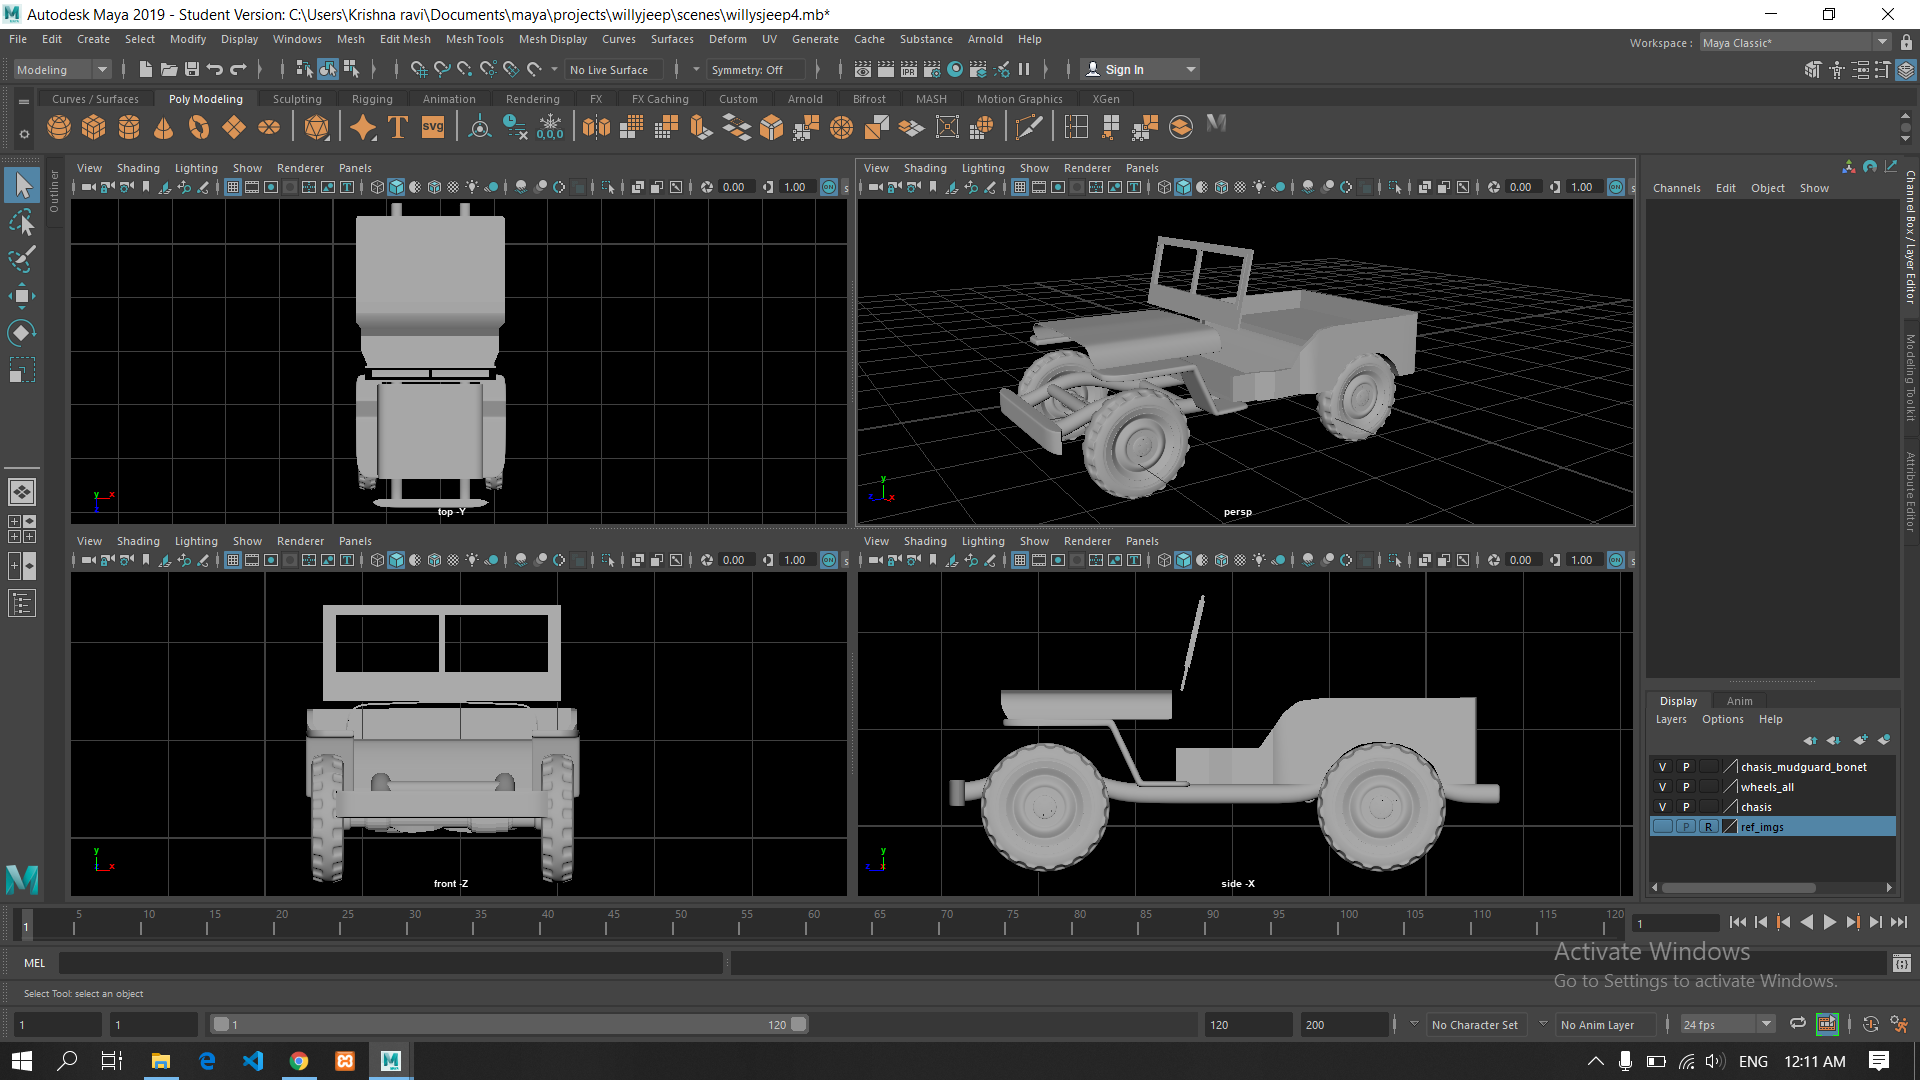 Autodesk Maya 2019 - Student Version: C:\Users\Krishna ravi\Documents\maya\projects\willyjeep\scenes\willysjeep4.mb*
File Edit Create Select Modify Display Windows Mesh Edit Mesh Mesh Tools Mesh Display Curves Surfaces Deform UV Generate Cache Substance Arnold Help
Workspace : Maya Classic*
Modeling No Live Surface Symmetry: Off Sign In
Curves / Surfaces Poly Modeling Sculpting Rigging Animation Rendering FX FX Caching Custom Arnold Bifrost MASH Motion Graphics XGen
Outliner
View Shading Lighting Show Renderer Panels
0.00 1.00
top -Y
View Shading Lighting Show Renderer Panels
0.00 1.00
persp
View Shading Lighting Show Renderer Panels
0.00 1.00
front -Z
View Shading Lighting Show Renderer Panels
0.00 1.00
side -X
Channels Edit Object Show
Channel Box / Layer Editor
Modeling Toolkit
Attribute Editor
Display Anim
Layers Options Help
V P chasis_mudguard_bonet
V P wheels_all
V P chasis
P R ref_imgs
1 5 10 15 20 25 30 35 40 45 50 55 60 65 70 75 80 85 90 95 100 105 110 115 120 1
MEL
Activate Windows
Go to Settings to activate Windows.
Select Tool: select an object
1 1 1 120 120 200 No Character Set No Anim Layer 24 fps
ENG 12:11 AM